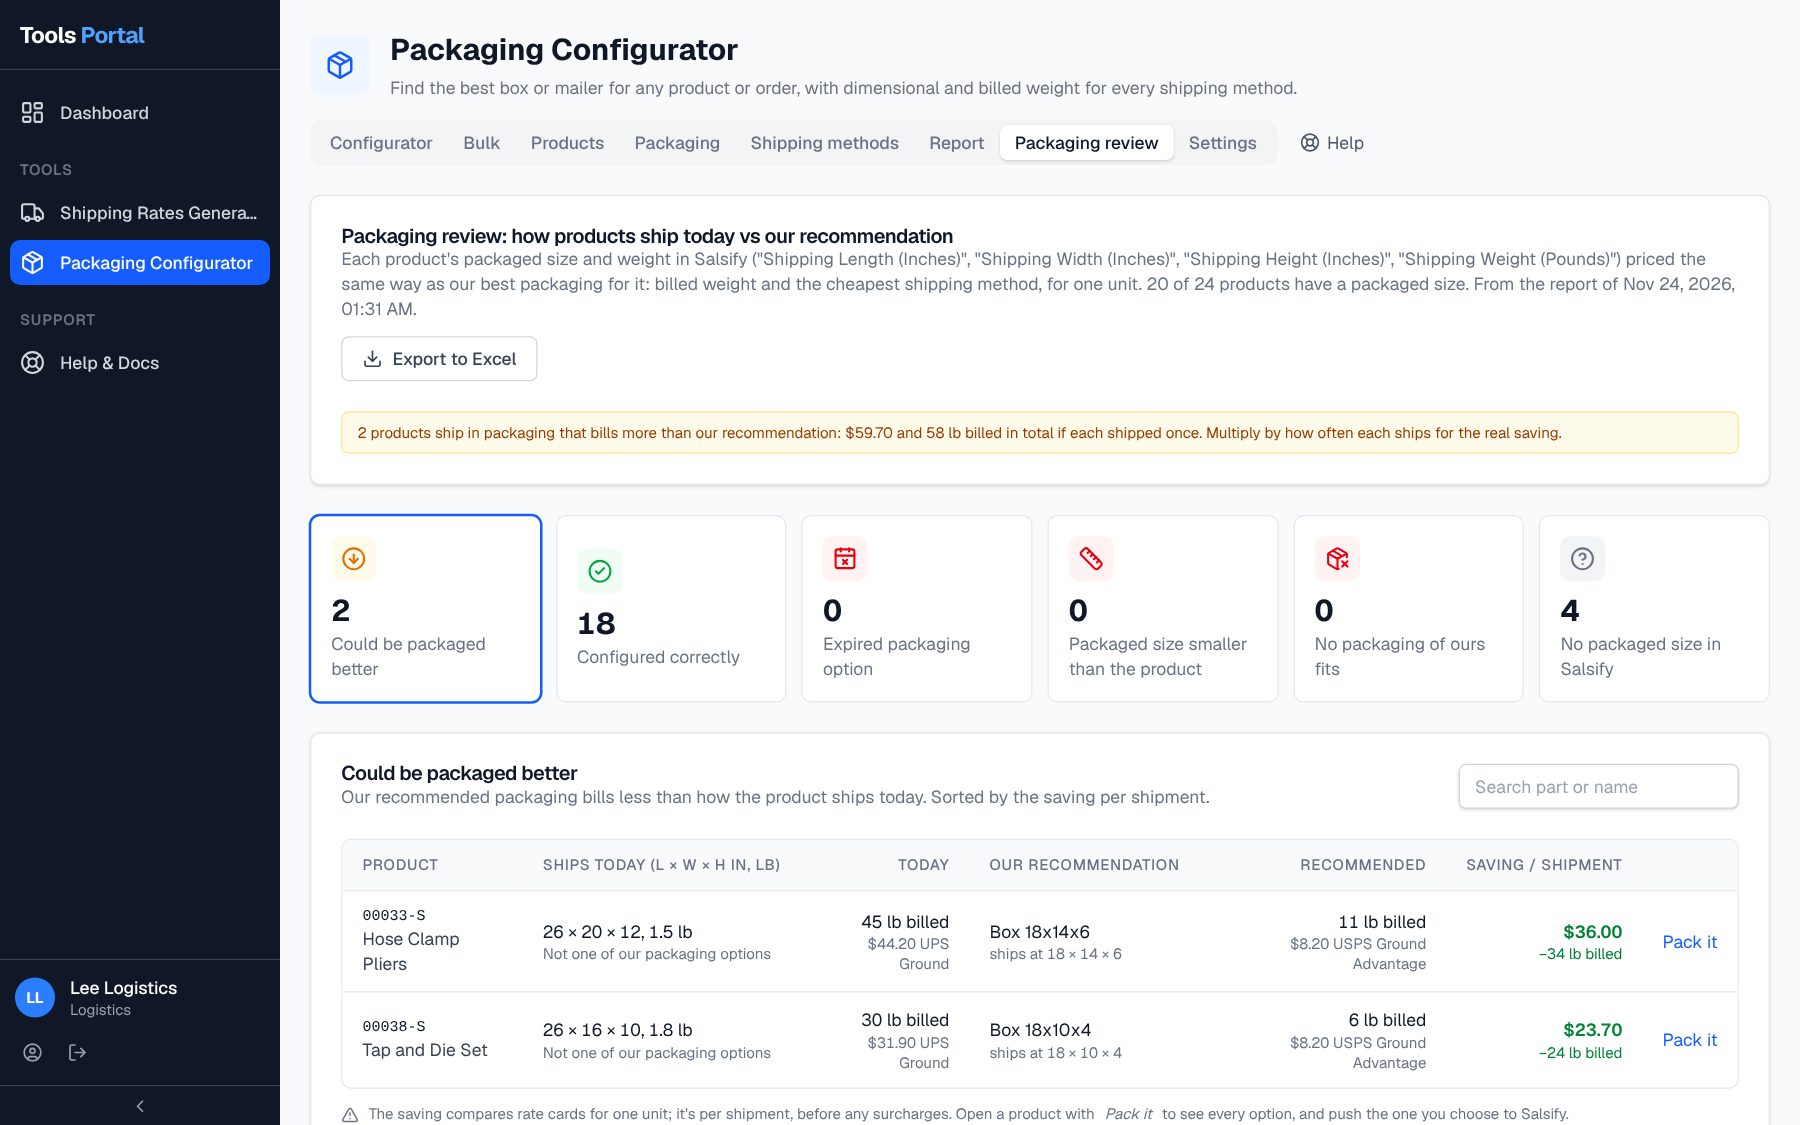 Tools Portal
Dashboard
TOOLS
Shipping Rates Genera...
Packaging Configurator
SUPPORT
Help & Docs
LL
Lee Logistics
Logistics
Packaging Configurator
Find the best box or mailer for any product or order, with dimensional and billed weight for every shipping method.
Configurator Bulk Products Packaging Shipping methods Report Packaging review Settings Help
Packaging review: how products ship today vs our recommendation
Each product's packaged size and weight in Salsify ("Shipping Length (Inches)", "Shipping Width (Inches)", "Shipping Height (Inches)", "Shipping Weight (Pounds)") priced the
same way as our best packaging for it: billed weight and the cheapest shipping method, for one unit. 20 of 24 products have a packaged size. From the report of Nov 24, 2026,
01:31 AM.
Export to Excel
2 products ship in packaging that bills more than our recommendation: $59.70 and 58 lb billed in total if each shipped once. Multiply by how often each ships for the real saving.
2
Could be packaged
better
18
Configured correctly
0
Expired packaging
option
0
Packaged size smaller
than the product
0
No packaging of ours
fits
4
No packaged size in
Salsify
Could be packaged better
Our recommended packaging bills less than how the product ships today. Sorted by the saving per shipment.
Search part or name
PRODUCT SHIPS TODAY (L × W × H IN, LB) TODAY OUR RECOMMENDATION RECOMMENDED SAVING / SHIPMENT
00033-S
Hose Clamp
Pliers
26 × 20 × 12, 1.5 lb
Not one of our packaging options
45 lb billed
$44.20 UPS
Ground
Box 18x14x6
ships at 18 × 14 × 6
11 lb billed
$8.20 USPS Ground
Advantage
$36.00
−34 lb billed
Pack it
00038-S
Tap and Die Set
26 × 16 × 10, 1.8 lb
Not one of our packaging options
30 lb billed
$31.90 UPS
Ground
Box 18x10x4
ships at 18 × 10 × 4
6 lb billed
$8.20 USPS Ground
Advantage
$23.70
−24 lb billed
Pack it
The saving compares rate cards for one unit; it's per shipment, before any surcharges. Open a product with Pack it to see every option, and push the one you choose to Salsify.